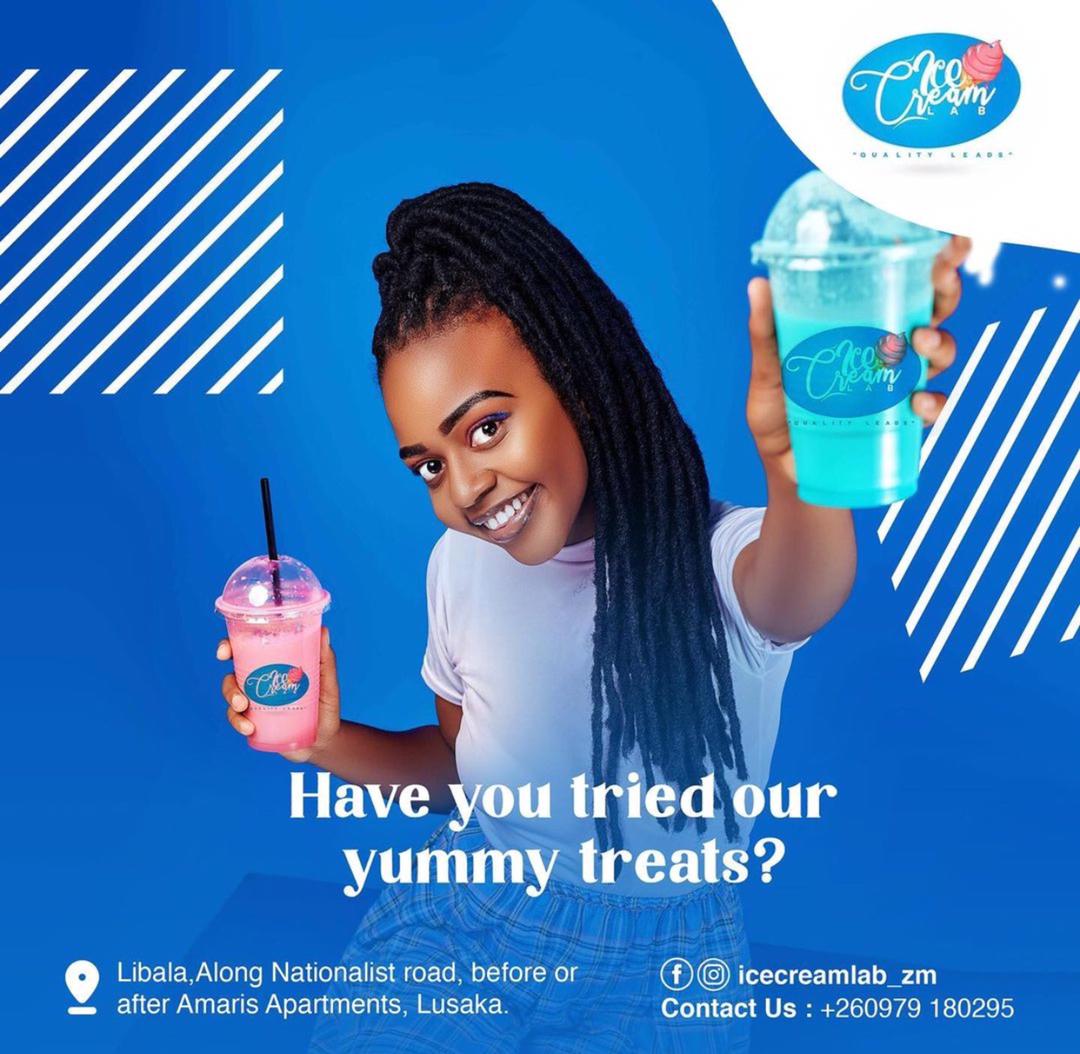 Ice
Cream
LAB
"QUALITY LEADS"
Ice
Cream
LAB
"QUALITY LEADS"
Ice
Cream
Have you tried our
yummy treats?
Libala,Along Nationalist road, before or
after Amaris Apartments, Lusaka.
icecreamlab_zm
Contact Us : +260979 180295